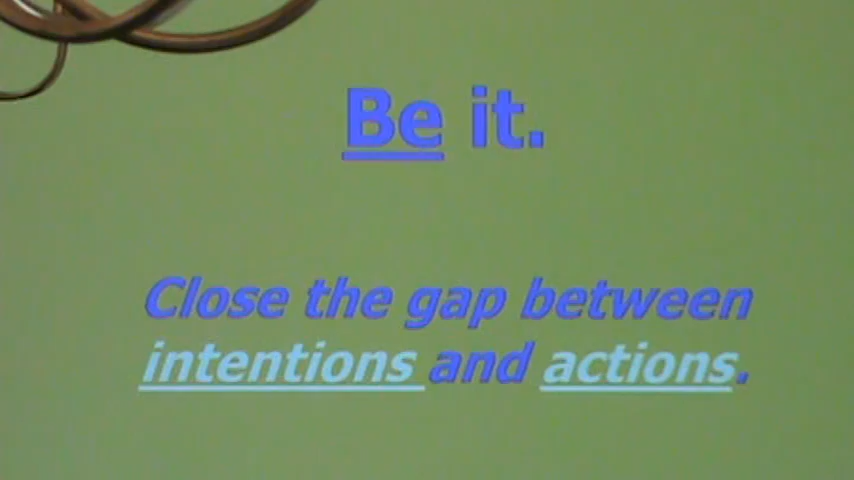 Be it.
Close the gap between
intentions and actions.